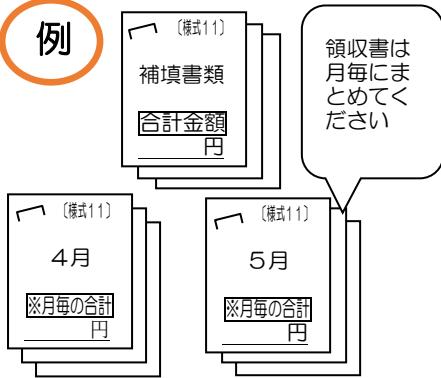 例
〔様式11〕
補填書類
合計金額
円
領収書は
月毎にま
とめてく
ださい
〔様式11〕
4月
※月毎の合計
円
〔様式11〕
5月
※月毎の合計
円